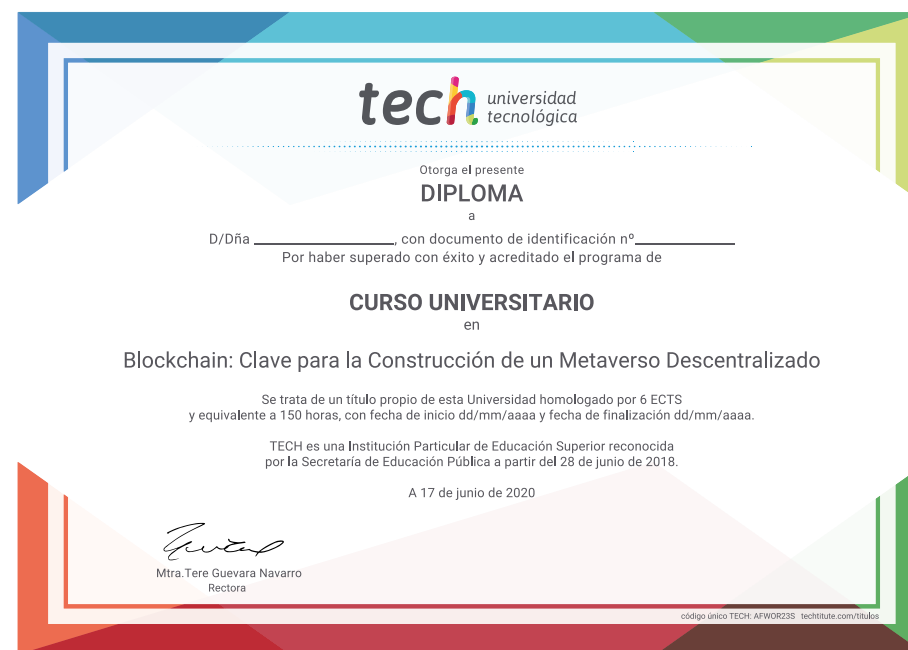 tech universidad
tecnológica
Otorga el presente
DIPLOMA
a
D/Dña ____________________, con documento de identificación nº______________
Por haber superado con éxito y acreditado el programa de
CURSO UNIVERSITARIO
en
Blockchain: Clave para la Construcción de un Metaverso Descentralizado
Se trata de un título propio de esta Universidad homologado por 6 ECTS
y equivalente a 150 horas, con fecha de inicio dd/mm/aaaa y fecha de finalización dd/mm/aaaa.
TECH es una Institución Particular de Educación Superior reconocida
por la Secretaría de Educación Pública a partir del 28 de junio de 2018.
A 17 de junio de 2020
Mtra.Tere Guevara Navarro
Rectora
código único TECH: AFWOR23S techtitute.com/titulos